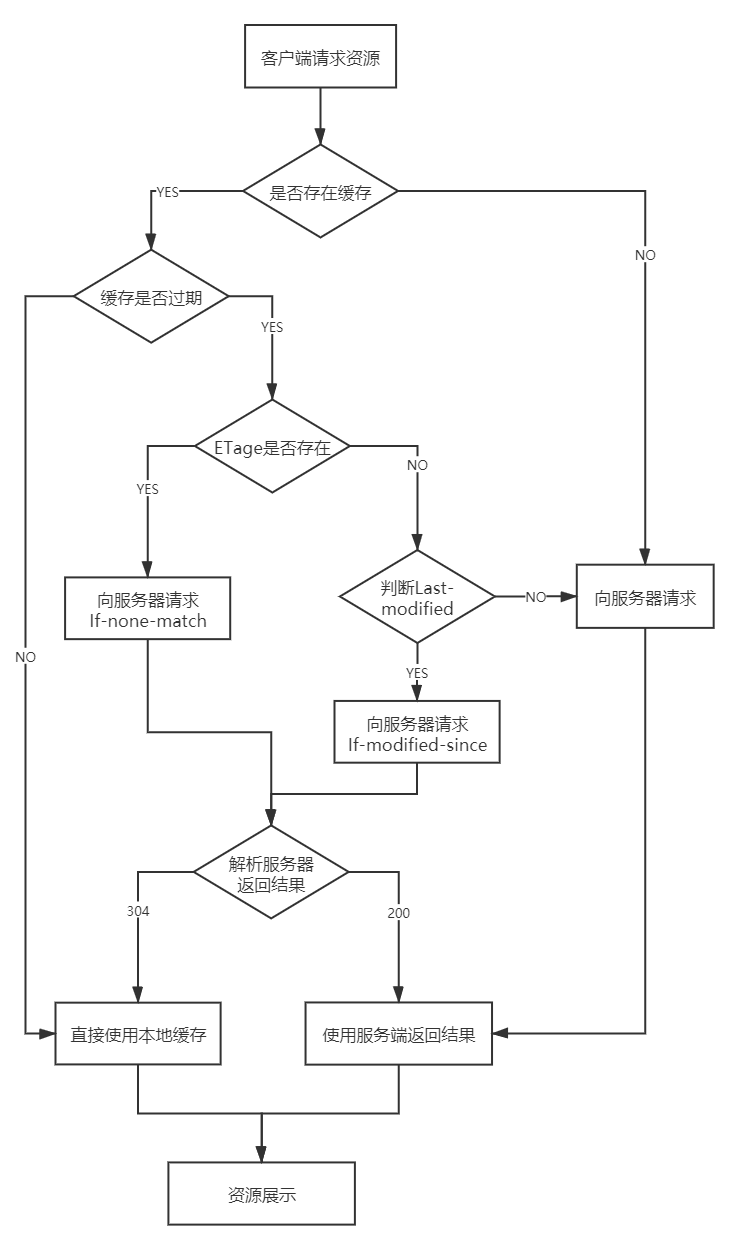 客户端请求资源
是否存在缓存
YES
NO
缓存是否过期
YES
ETage是否存在
NO
YES
向服务器请求
If-none-match
判断Last-
modified
NO
向服务器请求
NO
YES
向服务器请求
If-modified-since
解析服务器
返回结果
304
200
直接使用本地缓存
使用服务端返回结果
资源展示